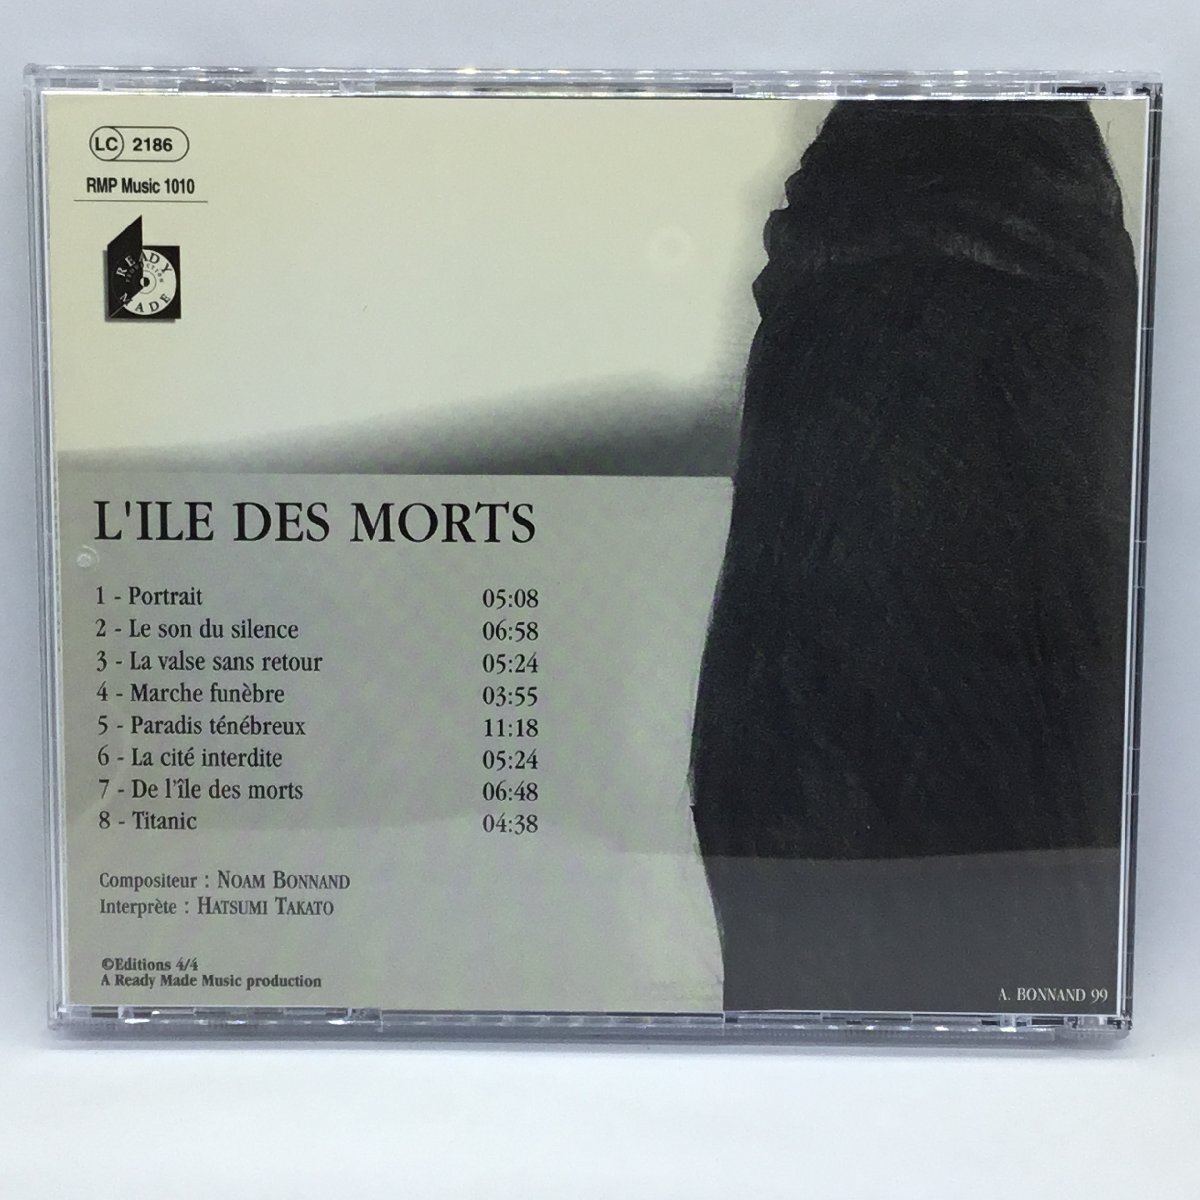 LC 2186
RMP Music 1010
READY
MADE
L'ILE DES MORTS
1 - Portrait 05:08
2 - Le son du silence 06:58
3 - La valse sans retour 05:24
4 - Marche funèbre 03:55
5 - Paradis ténébreux 11:18
6 - La cité interdite 05:24
7 - De l'île des morts 06:48
8 - Titanic 04:38
Compositeur : NOAM BONNAND
Interprète : HATSUMI TAKATO
©Editions 4/4
A Ready Made Music production
A. BONNAND 99